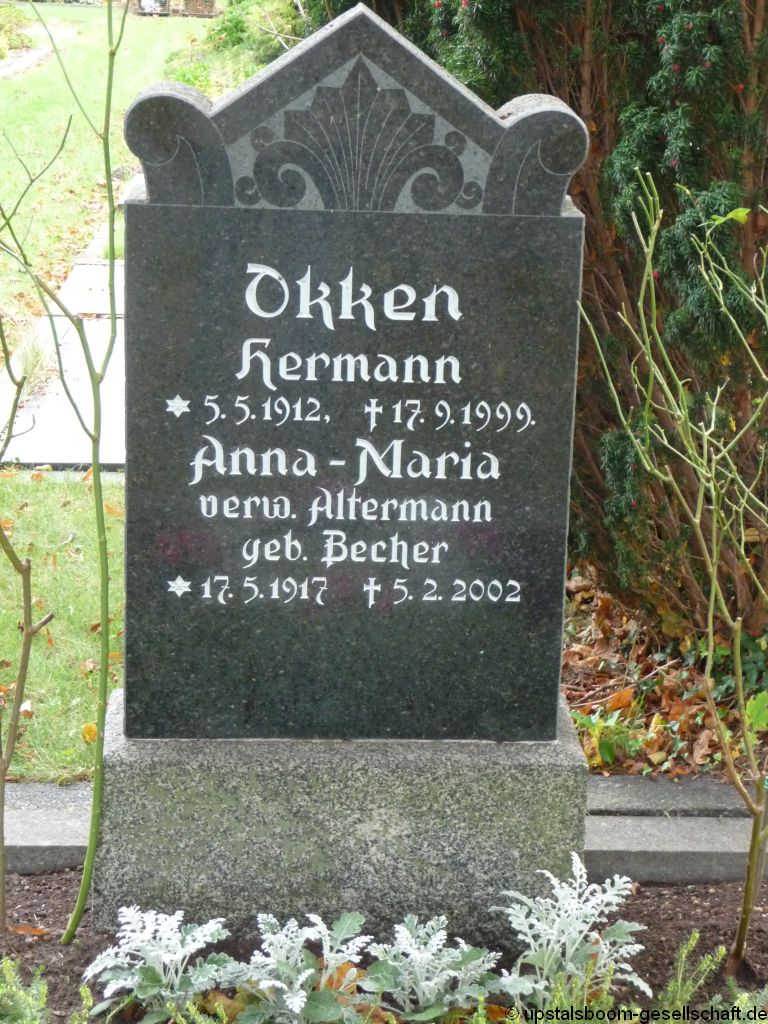 Okken
Hermann
✶ 5.5.1912, † 17.9.1999.
Anna-Maria
verw. Altermann
geb. Becher
✶ 17.5.1917 † 5.2.2002
© upstalsboom-gesellschaft.de